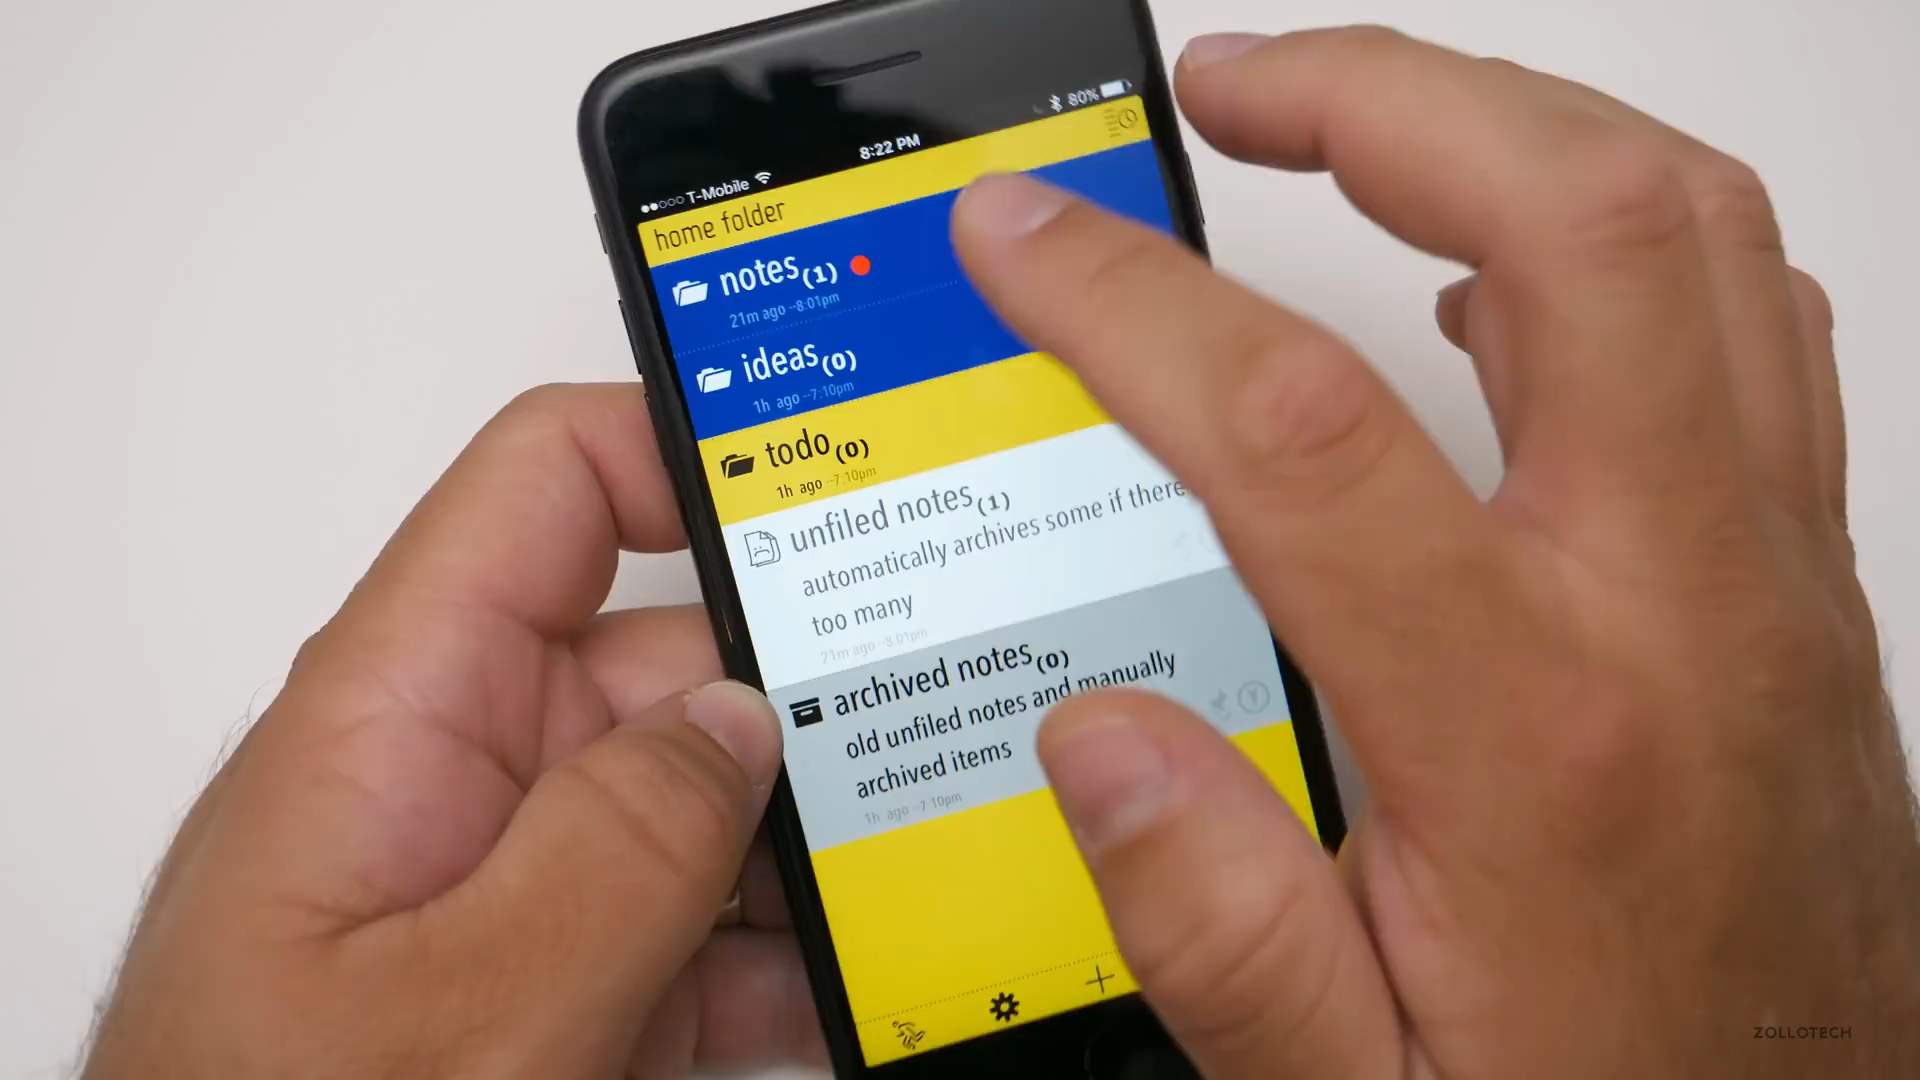 T-Mobile
8:22 PM
80%
home folder
notes(1)
21m ago --8:01pm
ideas(0)
1h ago --7:10pm
todo(0)
1h ago --7:10pm
unfiled notes(1)
automatically archives some if there
too many
21m ago --8:01pm
archived notes(0)
old unfiled notes and manually
archived items
1h ago --7:10pm
ZOLLOTECH